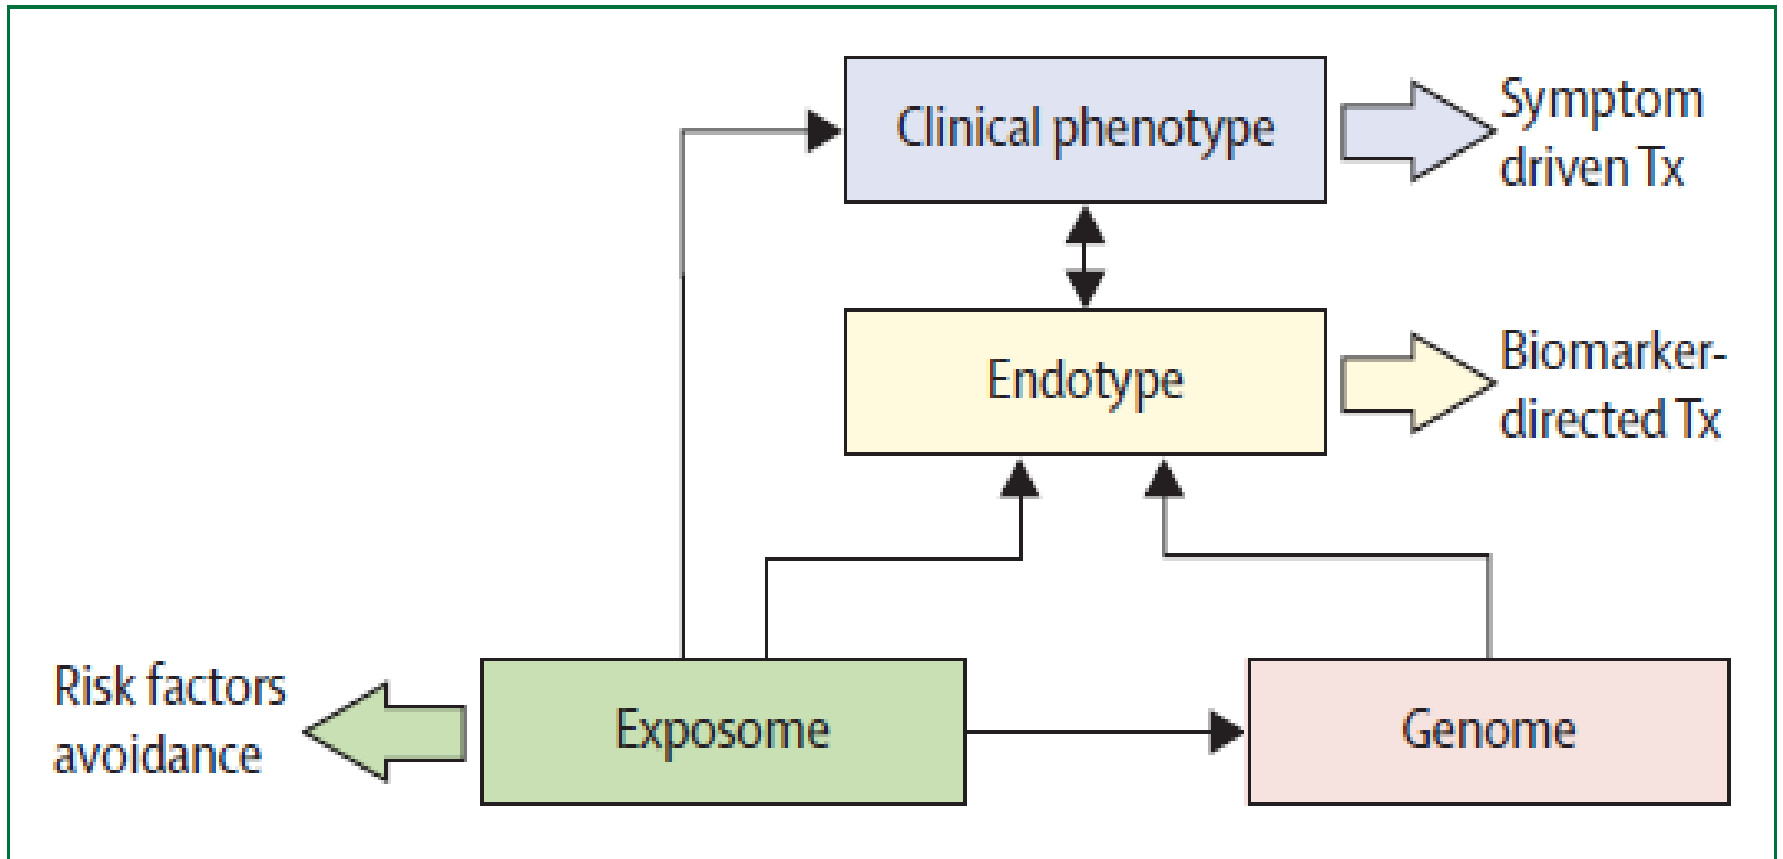 Clinical phenotype
Symptom
driven Tx
Endotype
Biomarker-
directed Tx
Risk factors
avoidance
Exposome
Genome